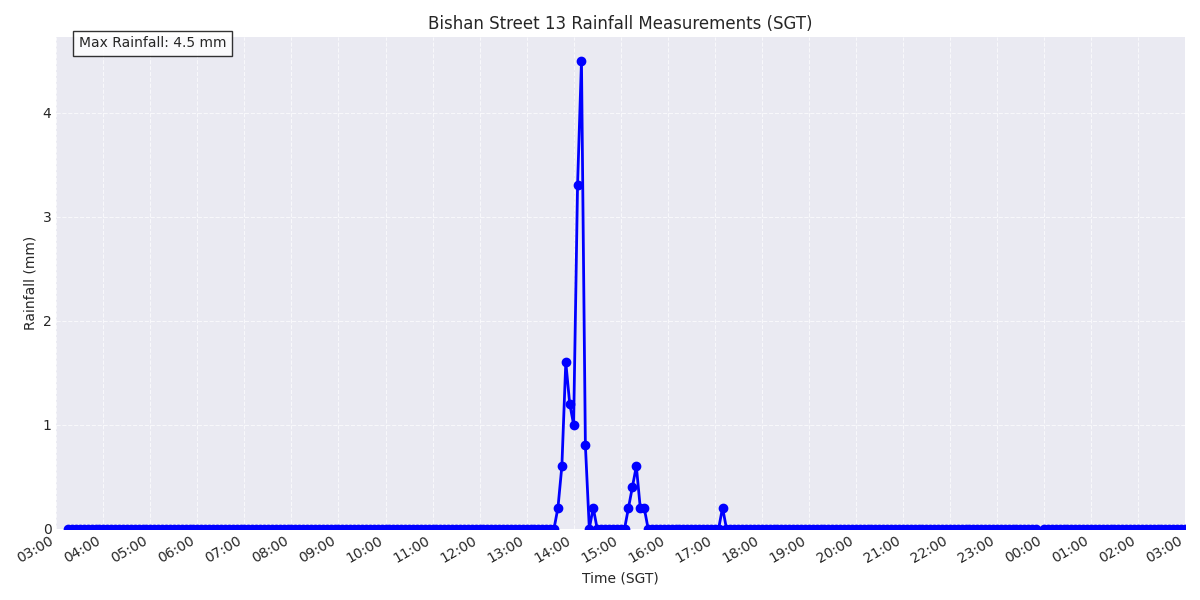 Bishan Street 13 Rainfall Measurements (SGT)
Max Rainfall: 4.5 mm
Rainfall (mm)
4
3
2
1
0
03:00 04:00 05:00 06:00 07:00 08:00 09:00 10:00 11:00 12:00 13:00 14:00 15:00 16:00 17:00 18:00 19:00 20:00 21:00 22:00 23:00 00:00 01:00 02:00 03:00
Time (SGT)